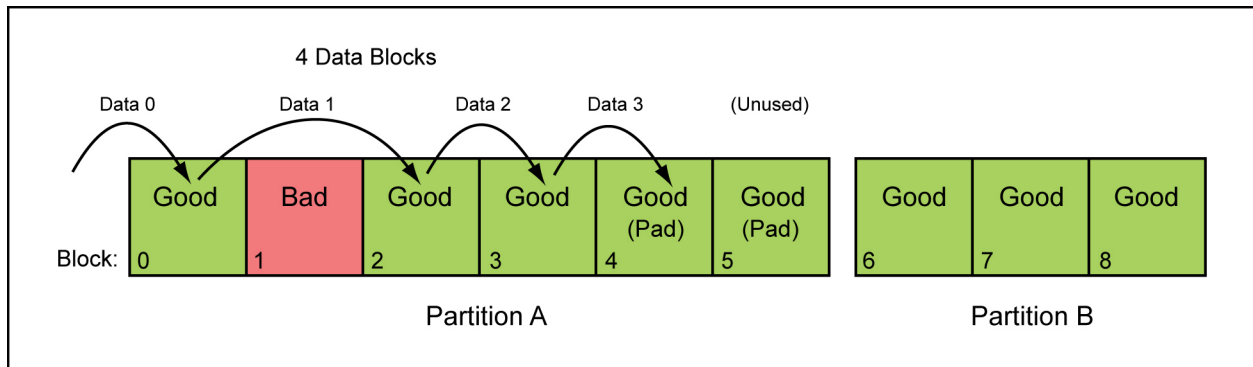 4 Data Blocks
Data 0 Data 1 Data 2 Data 3 (Unused)
Good Bad Good Good Good Good Good Good Good
(Pad) (Pad)
Block: 0 1 2 3 4 5 6 7 8
Partition A Partition B